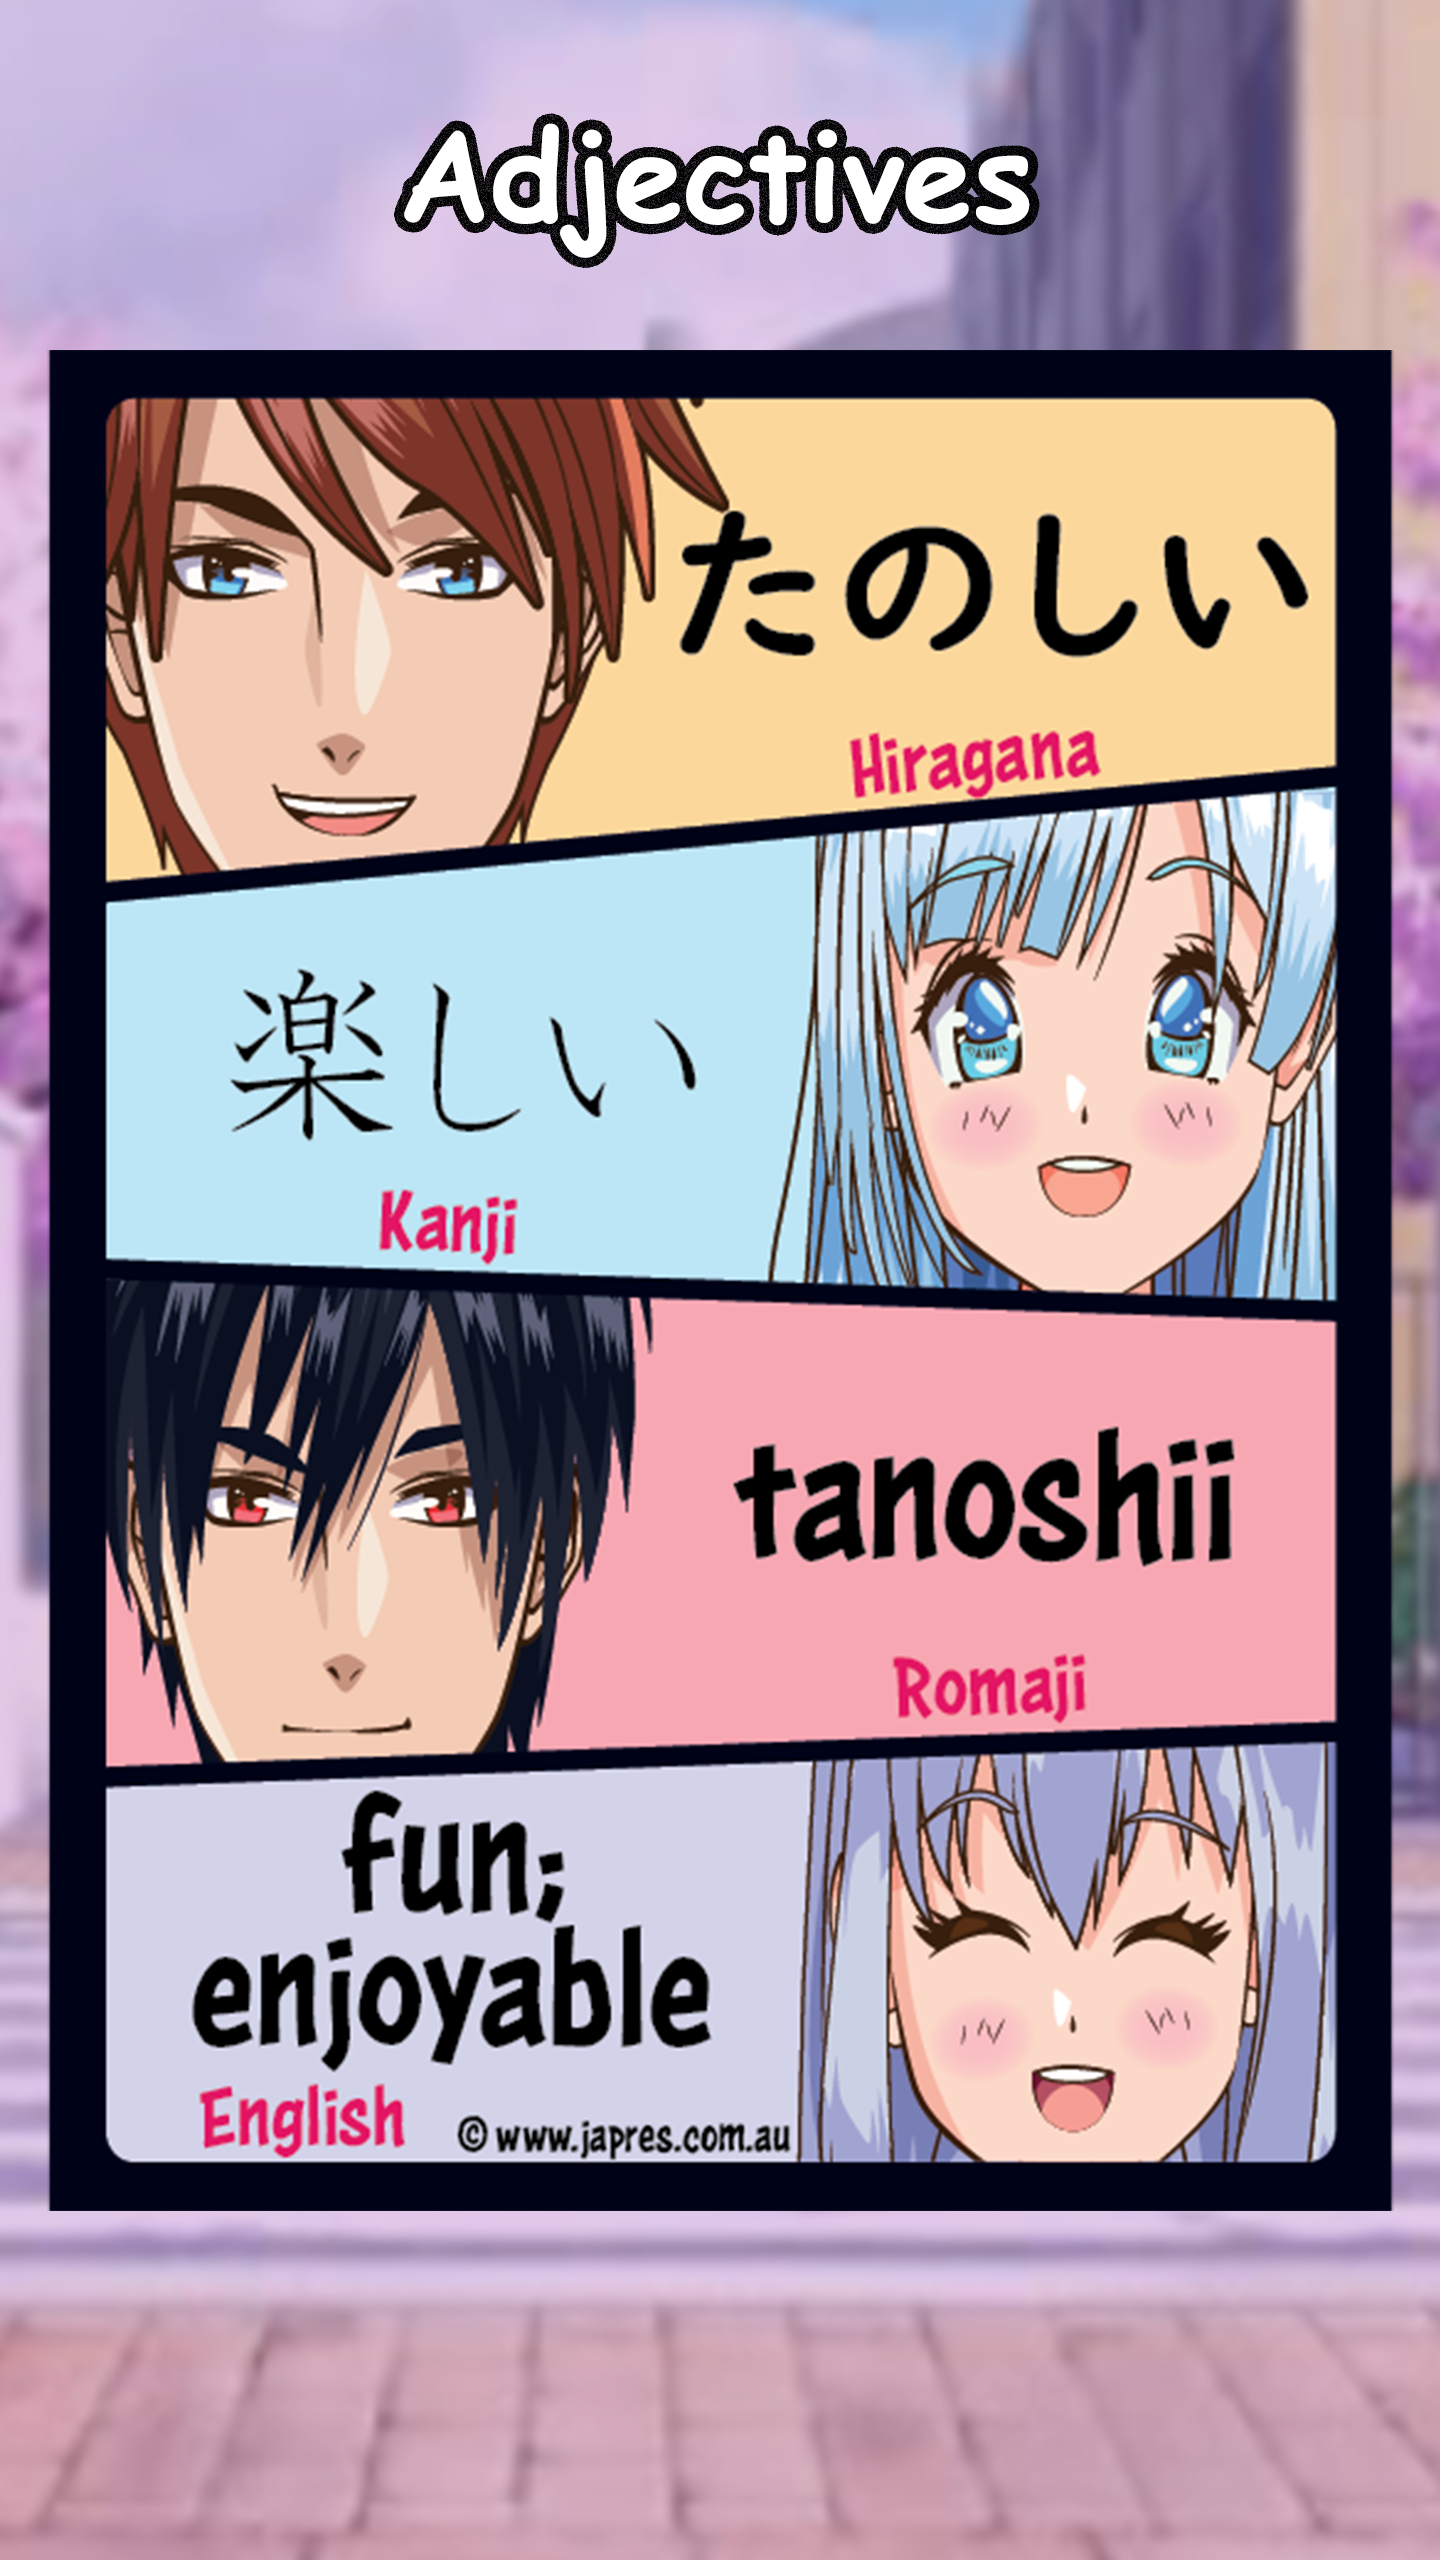 Adjectives
たのしい
Hiragana
楽しい
Kanji
tanoshii
Romaji
fun;
enjoyable
English
© www.japres.com.au